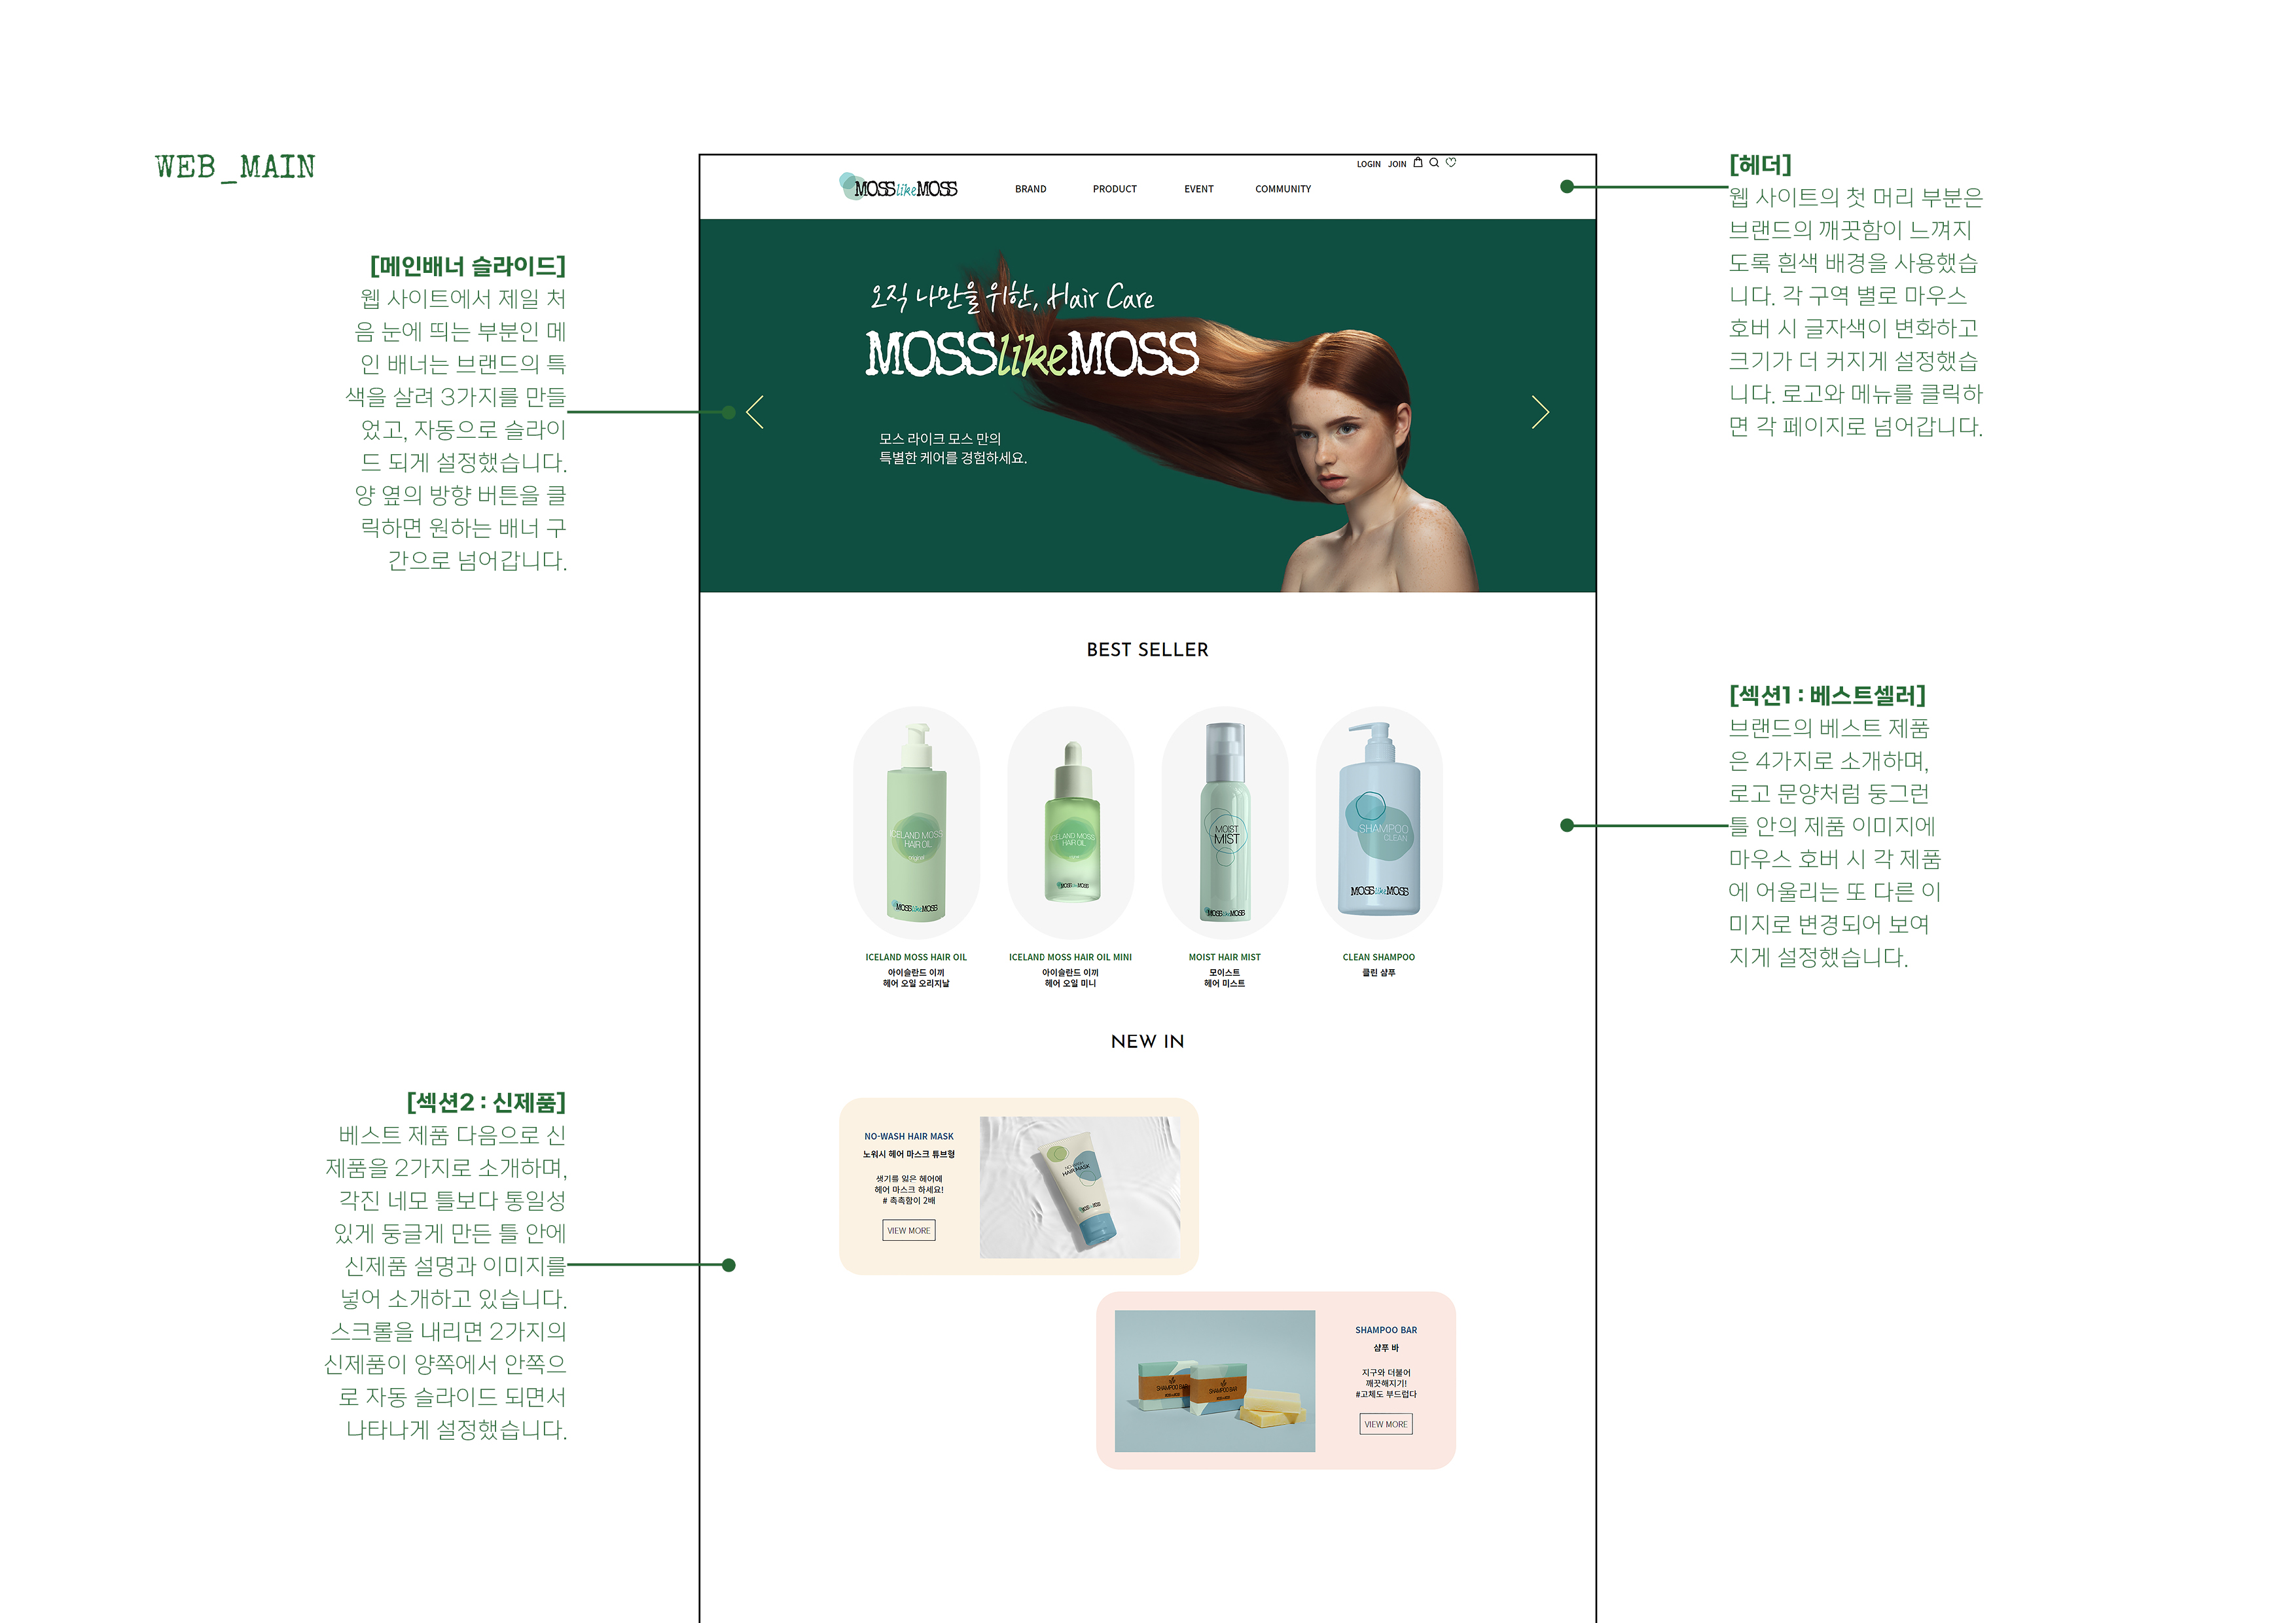 WEB_MAIN
[메인배너 슬라이드]
웹 사이트에서 제일 처
음 눈에 띄는 부분인 메
인 배너는 브랜드의 특
색을 살려 3가지를 만들
었고, 자동으로 슬라이
드 되게 설정했습니다.
양 옆의 방향 버튼을 클
릭하면 원하는 배너 구
간으로 넘어갑니다.
[섹션2 : 신제품]
베스트 제품 다음으로 신
제품을 2가지로 소개하며,
각진 네모 틀보다 통일성
있게 둥글게 만든 틀 안에
신제품 설명과 이미지를
넣어 소개하고 있습니다.
스크롤을 내리면 2가지의
신제품이 양쪽에서 안쪽으
로 자동 슬라이드 되면서
나타나게 설정했습니다.
LOGIN JOIN
MOSSlikeMOSS
BRAND PRODUCT EVENT COMMUNITY
오직 나만을 위한, Hair Care
MOSSlikeMOSS
모스 라이크 모스 만의
특별한 케어를 경험하세요.
BEST SELLER
ICELAND MOSS
HAIR OIL
original
MOSSlikeMOSS
ICELAND MOSS
HAIR OIL
MOSSlikeMOSS
MOIST
MIST
MOSSlikeMOSS
SHAMPOO
CLEAN
MOSSlikeMOSS
ICELAND MOSS HAIR OIL
아이슬란드 이끼
헤어 오일 오리지날
ICELAND MOSS HAIR OIL MINI
아이슬란드 이끼
헤어 오일 미니
MOIST HAIR MIST
모이스트
헤어 미스트
CLEAN SHAMPOO
클린 샴푸
NEW IN
NO-WASH HAIR MASK
노워시 헤어 마스크 튜브형
생기를 잃은 헤어에
헤어 마스크 하세요!
# 촉촉함이 2배
VIEW MORE
NO-WASH
HAIR MASK
MOSSlikeMOSS
SHAMPOO BAR
SHAMPOO BAR
SHAMPOO BAR
샴푸 바
지구와 더불어
깨끗해지기!
#고체도 부드럽다
VIEW MORE
[헤더]
웹 사이트의 첫 머리 부분은
브랜드의 깨끗함이 느껴지
도록 흰색 배경을 사용했습
니다. 각 구역 별로 마우스
호버 시 글자색이 변화하고
크기가 더 커지게 설정했습
니다. 로고와 메뉴를 클릭하
면 각 페이지로 넘어갑니다.
[섹션1 : 베스트셀러]
브랜드의 베스트 제품
은 4가지로 소개하며,
로고 문양처럼 둥그런
틀 안의 제품 이미지에
마우스 호버 시 각 제품
에 어울리는 또 다른 이
미지로 변경되어 보여
지게 설정했습니다.